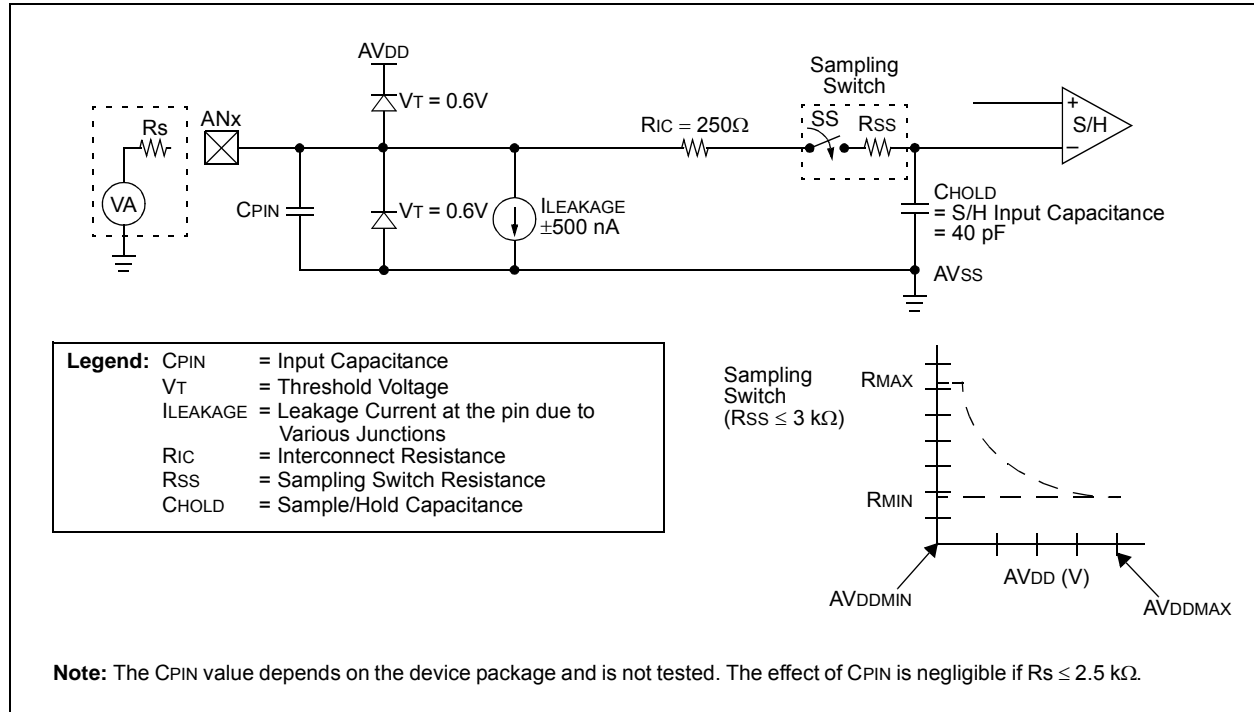 AVDD
Sampling
Switch
VT = 0.6V
Rs
ANx
RIC = 250Ω
SS
RSS
+
S/H
–
VA
CPIN
VT = 0.6V
ILEAKAGE
±500 nA
CHOLD
= S/H Input Capacitance
= 40 pF
AVSS
Legend: CPIN = Input Capacitance
VT = Threshold Voltage
ILEAKAGE = Leakage Current at the pin due to
Various Junctions
RIC = Interconnect Resistance
RSS = Sampling Switch Resistance
CHOLD = Sample/Hold Capacitance
Sampling
Switch
(RSS ≤ 3 kΩ)
RMAX
RMIN
AVDDMIN
AVDD (V)
AVDDMAX
Note: The CPIN value depends on the device package and is not tested. The effect of CPIN is negligible if Rs ≤ 2.5 kΩ.